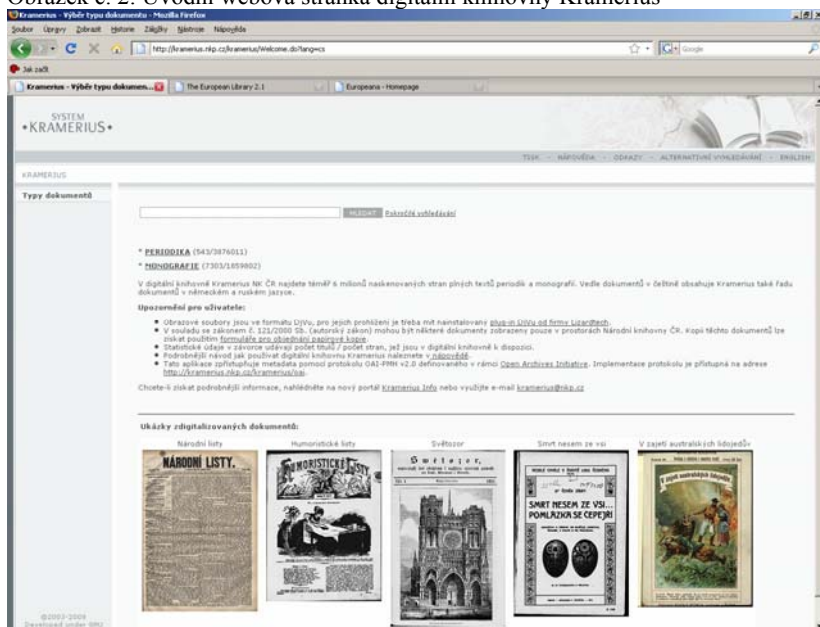 Obrázek č. 2: Úvodní webová stránka digitální knihovny Kramerius
Kramerius - Výběr typu dokumentu - Mozilla Firefox
Soubor Úpravy Zobrazit Historie Záložky Nástroje Nápověda
http://kramerius.nkp.cz/kramerius/Welcome.do?lang=cs
Google
Jak začít
Kramerius - Výběr typu dokumen...
The European Library 2.1
Europeana - Homepage
SYSTEM
KRAMERIUS
TISK - NÁPOVĚDA - ODKAZY - ALTERNATIVNÍ VYHLEDÁVÁNÍ - ENGLISH
KRAMERIUS
Typy dokumentů
HLEDAT Pokročilé vyhledávání
* PERIODIKA (543/3876011)
* MONOGRAFIE (7303/1859802)
V digitální knihovně Kramerius NK ČR najdete téměř 6 milionů naskenovaných stran plných textů periodik a monografií. Vedle dokumentů v češtině obsahuje Kramerius také řadu
dokumentů v německém a ruském jazyce.
Upozornění pro uživatele:
Obrazové soubory jsou ve formátu DjVu, pro jejich prohlížení je třeba mít nainstalovaný plug-in DjVu od firmy Lizardtech.
V souladu se zákonem č. 121/2000 Sb. (autorský zákon) mohou být některé dokumenty zobrazeny pouze v prostorách Národní knihovny ČR. Kopii těchto dokumentů lze
získat použitím formuláře pro objednání papírové kopie.
Statistické údaje v závorce udávají počet titulů / počet stran, jež jsou v digitální knihovně k dispozici.
Podrobnější návod jak používat digitální knihovnu Kramerius naleznete v nápovědě.
Tato aplikace zpřístupňuje metadata pomocí protokolu OAI-PMH v2.0 definovaného v rámci Open Archives Initiative. Implementace protokolu je přístupná na adrese
http://kramerius.nkp.cz/kramerius/oai.
Chcete-li získat podrobnější informace, nahlédněte na nový portál Kramerius Info nebo využijte e-mail kramerius@nkp.cz
Ukázky zdigitalizovaných dokumentů:
Národní listy
Humoristické listy
Světozor
Smrt nesem ze vsi
V zajetí australských lidojedův
NÁRODNÍ LISTY.
HUMORISTICKÉ LISTY
Světozor,
SMRT NESEM ZE VSI...
POMLÁZKA SE ČEPEJŘÍ
V zajetí australských lidojedův
©2003-2008
Developed under GNU